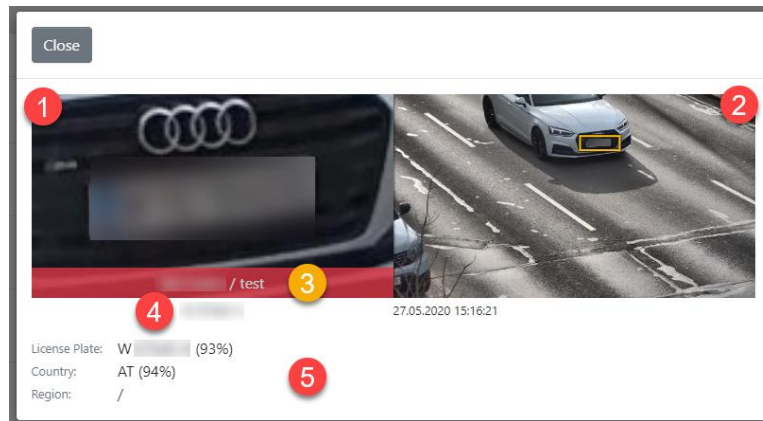 Close
1
2
/ test
3
4
27.05.2020 15:16:21
License Plate: W (93%)
Country: AT (94%)
5
Region: /